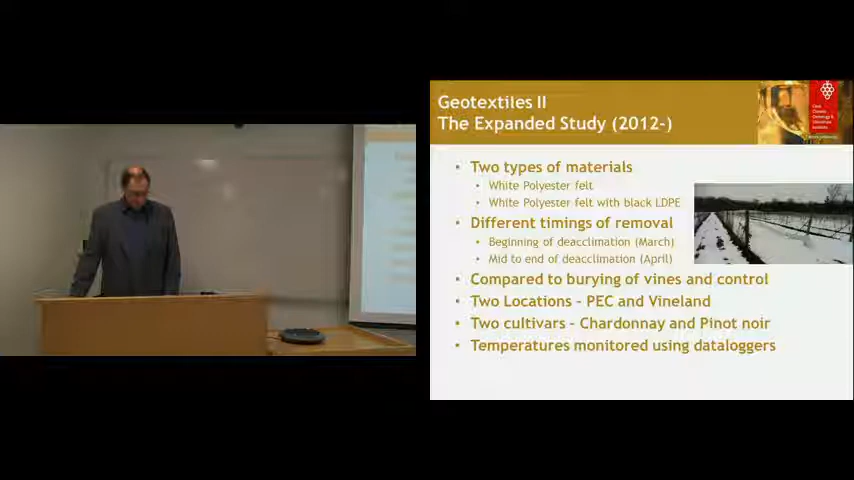 Geotextiles II
The Expanded Study (2012-)
• Two types of materials
• White Polyester felt
• White Polyester felt with black LDPE
• Different timings of removal
• Beginning of deacclimation (March)
• Mid to end of deacclimation (April)
• Compared to burying of vines and control
• Two Locations – PEC and Vineland
• Two cultivars – Chardonnay and Pinot noir
• Temperatures monitored using dataloggers